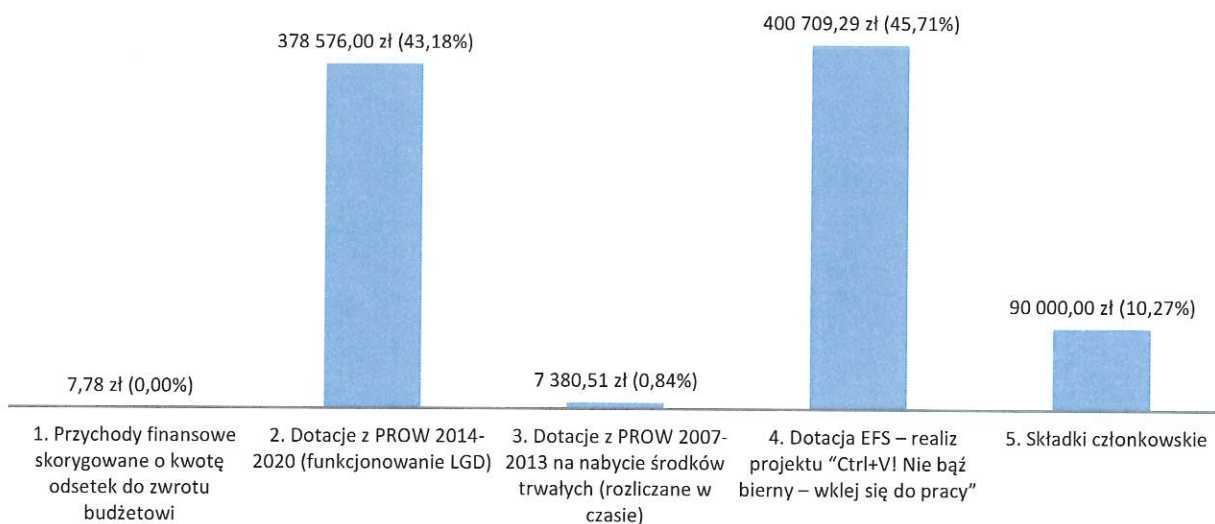 400 709,29 zł (45,71%)
378 576,00 zł (43,18%)
90 000,00 zł (10,27%)
7,78 zł (0,00%)
7 380,51 zł (0,84%)
1. Przychody finansowe
skorygowane o kwotę
odsetek do zwrotu
budżetowi
2. Dotacje z PROW 2014-
2020 (funkcjonowanie LGD)
3. Dotacje z PROW 2007-
2013 na nabycie środków
trwałych (rozliczane w
czasie)
4. Dotacja EFS – realiz
projektu “Ctrl+V! Nie bąź
bierny – wklej się do pracy”
5. Składki członkowskie